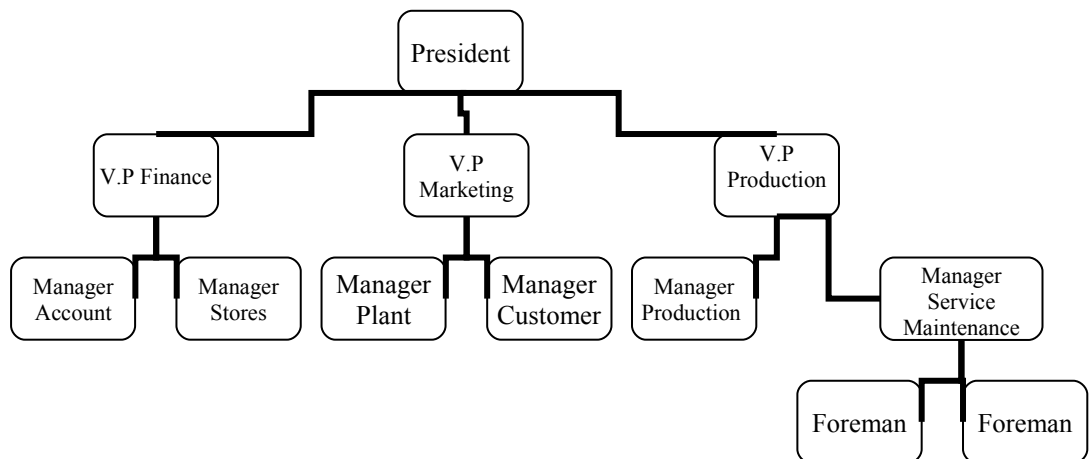 President
V.P Finance
V.P
Marketing
V.P
Production
Manager
Account
Manager
Stores
Manager
Plant
Manager
Customer
Manager
Production
Manager
Service
Maintenance
Foreman
Foreman